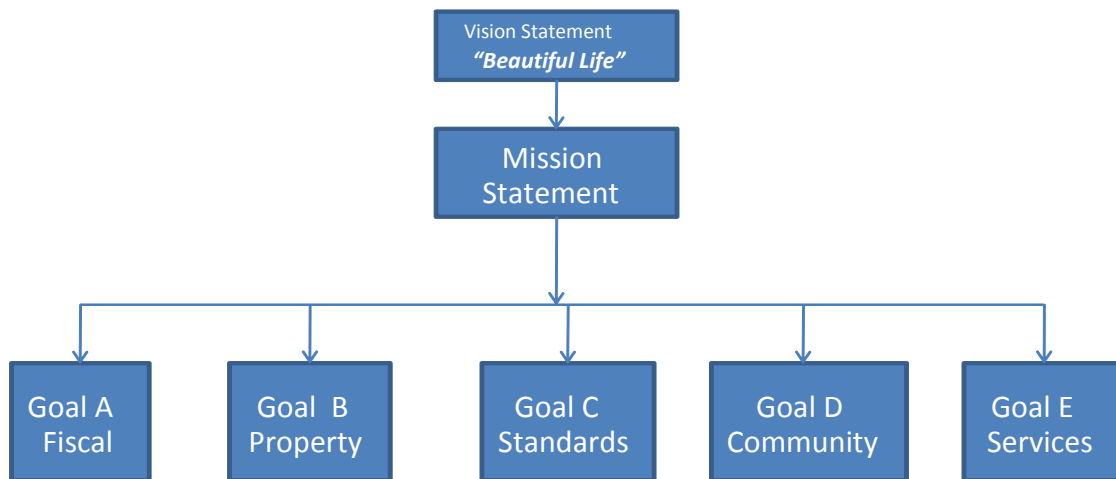 Vision Statement
“Beautiful Life”
Mission
Statement
Goal A
Fiscal
Goal B
Property
Goal C
Standards
Goal D
Community
Goal E
Services